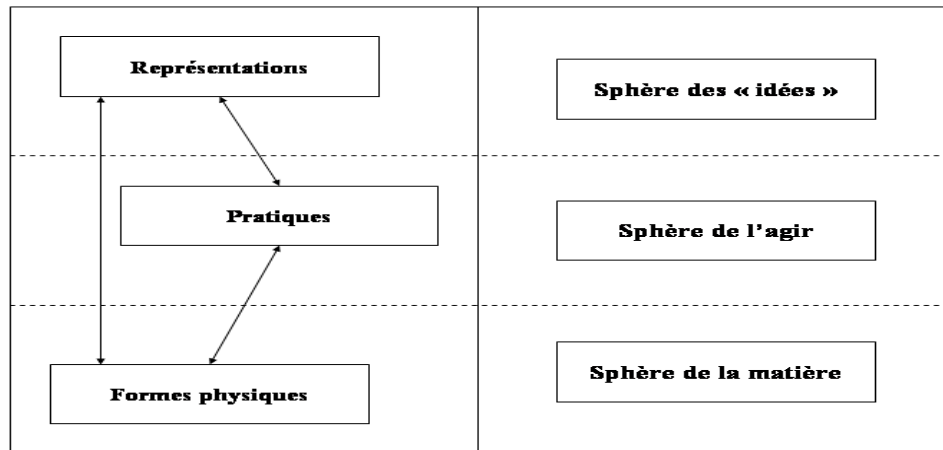 Représentations
Sphère des « idées »
Pratiques
Sphère de l’agir
Formes physiques
Sphère de la matière